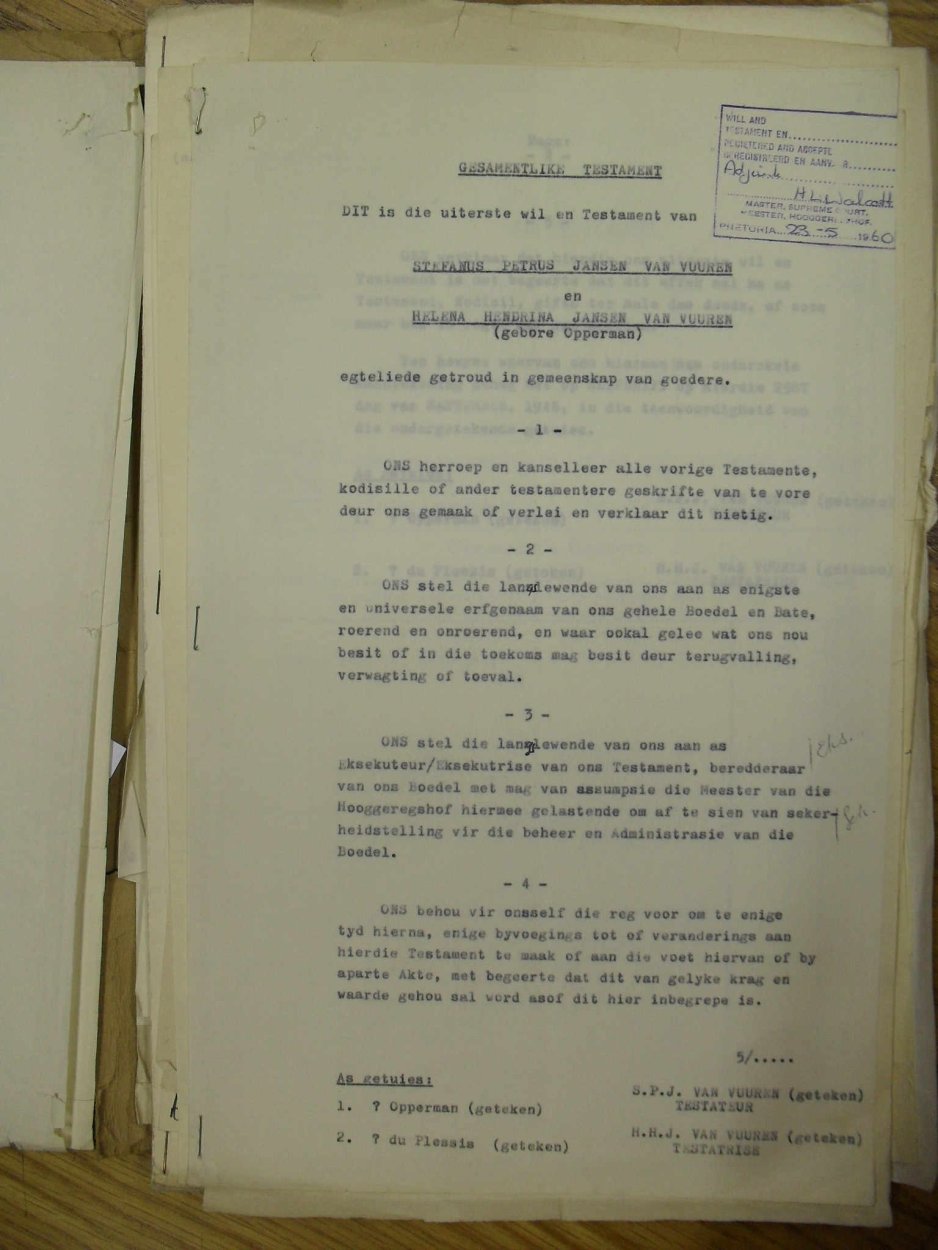 WILL AND
TESTAMENT EN
REGISTERED AND ACCEPTE
GEREGISTREERD EN AANV
MASTER, SUPREME COURT,
MEESTER, HOOGGER HOF.
PRETORIA... 23-5 ...1960
GESAMENTLIKE TESTAMENT
DIT is die uiterste wil en Testament van
STEFANUS PETRUS JANSEN VAN VUUREN
en
HELENA HENDRINA JANSEN VAN VUUREN
(gebore Opperman)
egteliede getroud in gemeenskap van goedere.
- 1 -
ONS herroep en kanselleer alle vorige Testamente,
kodisille of ander testamentere geskrifte van te vore
deur ons gemaak of verlei en verklaar dit nietig.
- 2 -
ONS stel die langslewende van ons aan as enigste
en universele erfgenaam van ons gehele Boedel en Bate,
roerend en onroerend, en waar ookal gelee wat ons nou
besit of in die toekoms mag besit deur terugvalling,
verwagting of toeval.
- 3 -
ONS stel die langslewende van ons aan as
Eksekuteur/Eksekutrise van ons Testament, beredderaar
van ons Boedel met mag van assumpsie die Meester van die
Hooggeregshof hiermee gelastende om af te sien van seker-
heidstelling vir die beheer en Administrasie van die
Boedel.
- 4 -
ONS behou vir onsself die reg voor om te enige
tyd hierna, enige byvoegings tot of veranderings aan
hierdie Testament te maak of aan die voet hiervan of by
aparte Akte, met begeerte dat dit van gelyke krag en
waarde gehou sal word asof dit hier inbegrepe is.
5/.....
As getuies:
1. ? Opperman (geteken)
S.P.J. VAN VUUREN (geteken)
TESTATEUR
2. ? du Plessis (geteken)
H.H.J. VAN VUUREN (geteken)
TESTATRISE